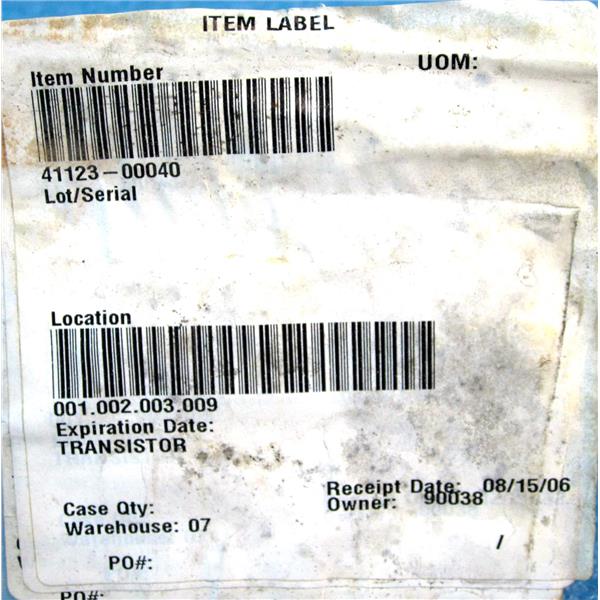 ITEM LABEL
UOM:
Item Number
41123-00040
Lot/Serial
Location
001.002.003.009
Expiration Date:
TRANSISTOR
Receipt Date: 08/15/06
Case Qty: Owner: 90038
Warehouse: 07
/
PO#:
PO#: